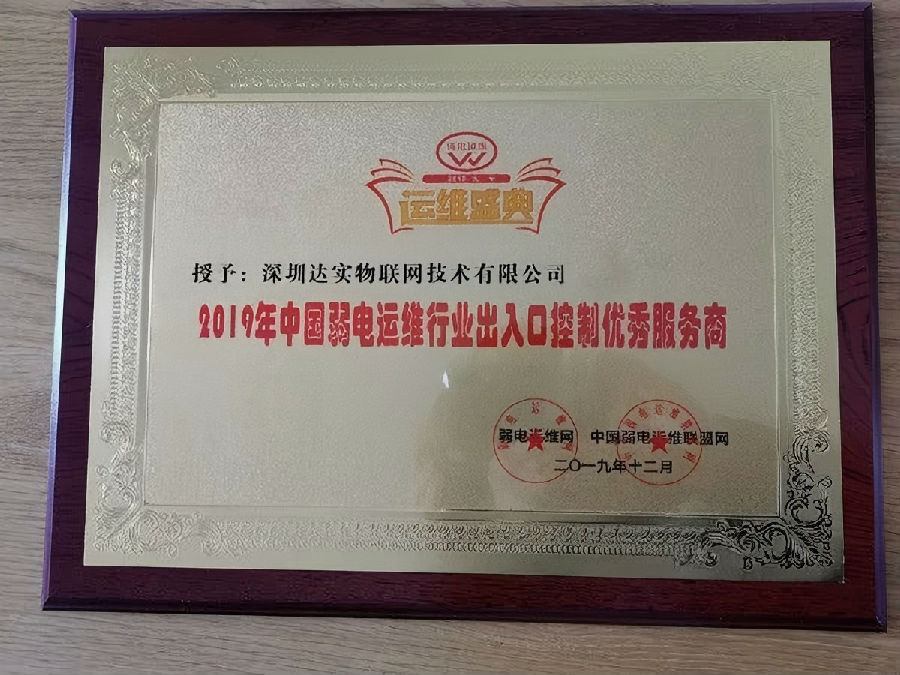 运维盛典
授予：深圳达实物联网技术有限公司
2019年中国弱电运维行业出入口控制优秀服务商
弱电运维网 中国弱电运维联盟网
二〇一九年十二月